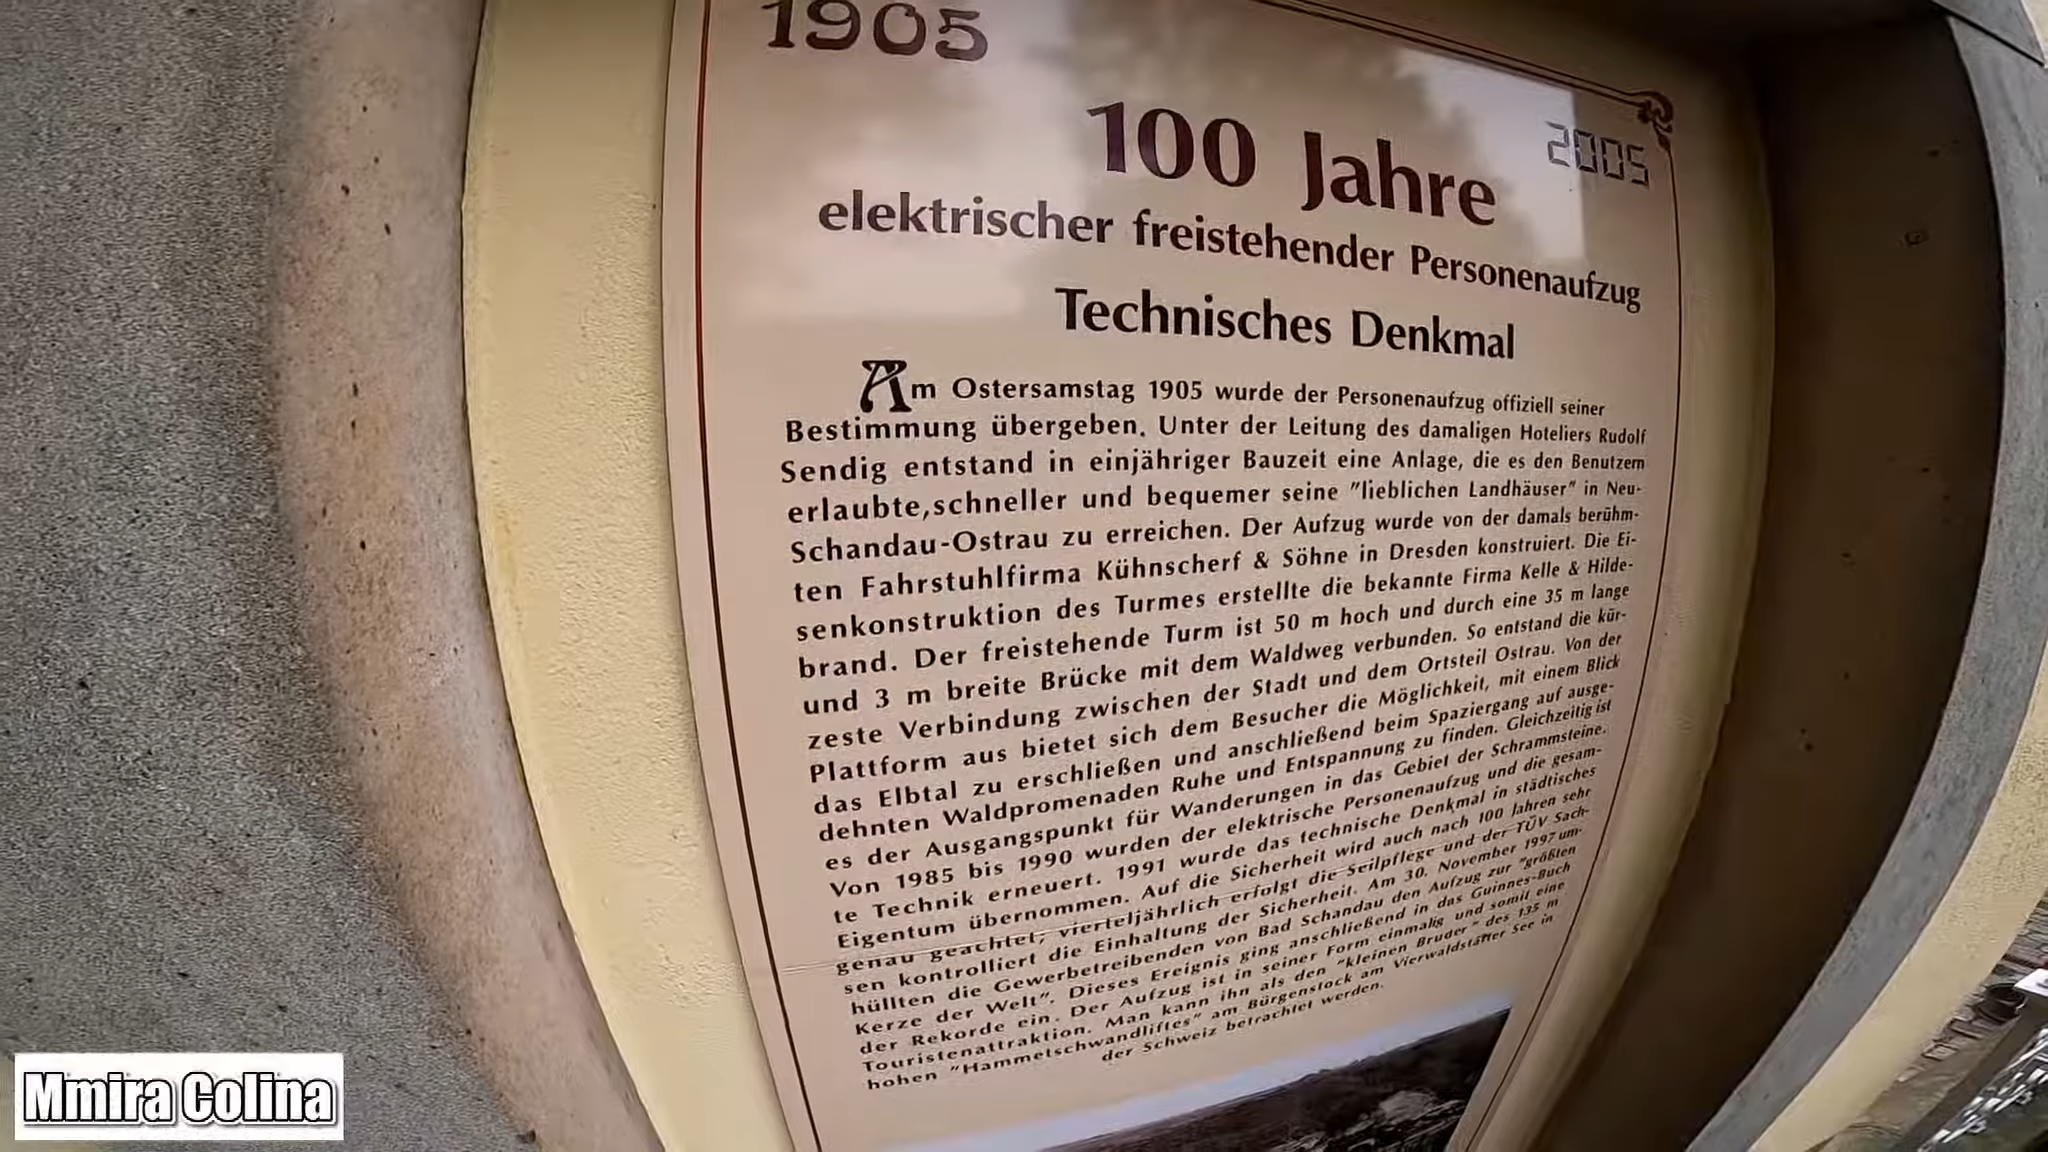 1905
2005
100 Jahre
elektrischer freistehender Personenaufzug
Technisches Denkmal
Am Ostersamstag 1905 wurde der Personenaufzug offiziell seiner
Bestimmung übergeben. Unter der Leitung des damaligen Hoteliers Rudolf
Sendig entstand in einjähriger Bauzeit eine Anlage, die es den Benutzern
erlaubte,schneller und bequemer seine "lieblichen Landhäuser" in Neu-
Schandau-Ostrau zu erreichen. Der Aufzug wurde von der damals berühm-
ten Fahrstuhlfirma Kühnscherf & Söhne in Dresden konstruiert. Die Ei-
senkonstruktion des Turmes erstellte die bekannte Firma Kelle & Hilde-
brand. Der freistehende Turm ist 50 m hoch und durch eine 35 m lange
und 3 m breite Brücke mit dem Waldweg verbunden. So entstand die kür-
zeste Verbindung zwischen der Stadt und dem Ortsteil Ostrau. Von der
Plattform aus bietet sich dem Besucher die Möglichkeit, mit einem Blick
das Elbtal zu erschließen und anschließend beim Spaziergang auf ausge-
dehnten Waldpromenaden Ruhe und Entspannung zu finden. Gleichzeitig ist
es der Ausgangspunkt für Wanderungen in das Gebiet der Schrammsteine.
Von 1985 bis 1990 wurden der elektrische Personenaufzug und die gesam-
te Technik erneuert. 1991 wurde das technische Denkmal in städtisches
Eigentum übernommen. Auf die Sicherheit wird auch nach 100 Jahren sehr
genau geachtet, vierteljährlich erfolgt die Seilpflege und der TÜV Sach-
sen kontrolliert die Einhaltung der Sicherheit. Am 30. November 1997 um-
hüllten die Gewerbetreibenden von Bad Schandau den Aufzug zur "größten
Kerze der Welt". Dieses Ereignis ging anschließend in das Guinnes-Buch
der Rekorde ein. Der Aufzug ist in seiner Form einmalig und somit eine
Touristenattraktion. Man kann ihn als den "kleinen Bruder" des 135 m
hohen "Hammetschwandliftes" am Bürgenstock am Vierwaldstätter See in
der Schweiz betrachtet werden.
Mmira Colina